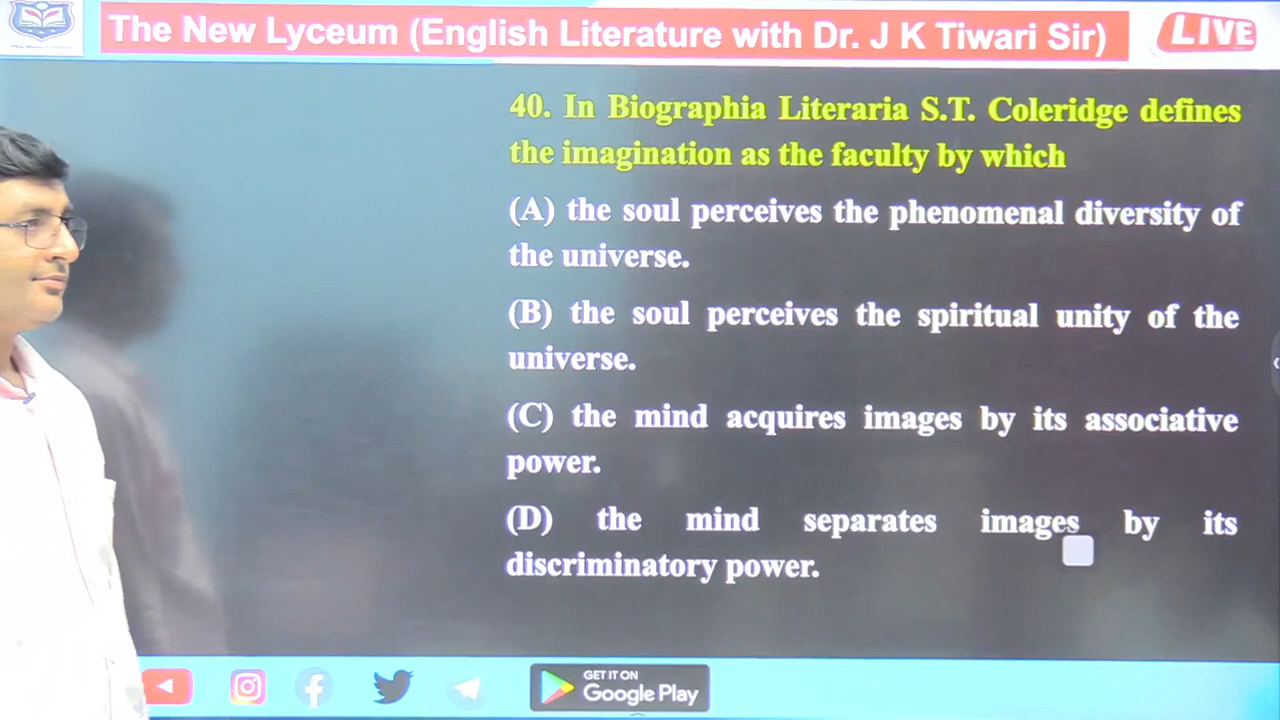 The New Lyceum (English Literature with Dr. J K Tiwari Sir)
LIVE
40. In Biographia Literaria S.T. Coleridge defines
the imagination as the faculty by which
(A) the soul perceives the phenomenal diversity of
the universe.
(B) the soul perceives the spiritual unity of the
universe.
(C) the mind acquires images by its associative
power.
(D) the mind separates images by its
discriminatory power.
GET IT ON
Google Play